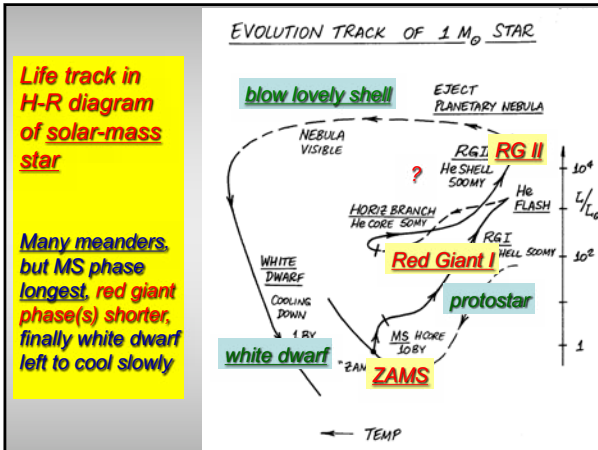 Life track in
H-R diagram
of solar-mass
star
Many meanders,
but MS phase
longest, red giant
phase(s) shorter,
finally white dwarf
left to cool slowly
EVOLUTION TRACK OF 1 M⊙ STAR
blow lovely shell
EJECT
PLANETARY NEBULA
NEBULA
VISIBLE
RG II
He SHELL
500MY
RG II
?
10⁴
He
FLASH
L/L⊙
HORIZ BRANCH
He CORE 50MY
RG I
SHELL 500MY
Red Giant I
10²
WHITE
DWARF
COOLING
DOWN
1 BY
protostar
white dwarf
MS H CORE
10BY
1
ZAMS
← TEMP